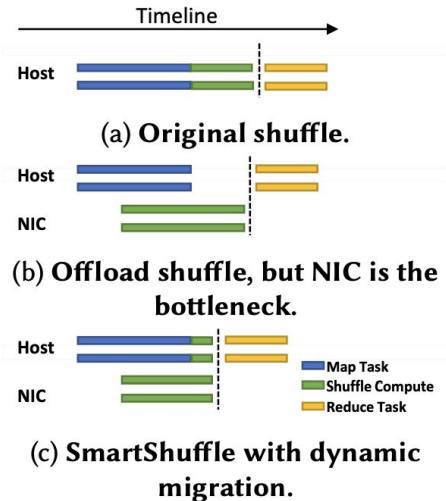 Timeline
Host
(a) Original shuffle.
Host
NIC
(b) Offload shuffle, but NIC is the
bottleneck.
Host
NIC
Map Task
Shuffle Compute
Reduce Task
(c) SmartShuffle with dynamic
migration.